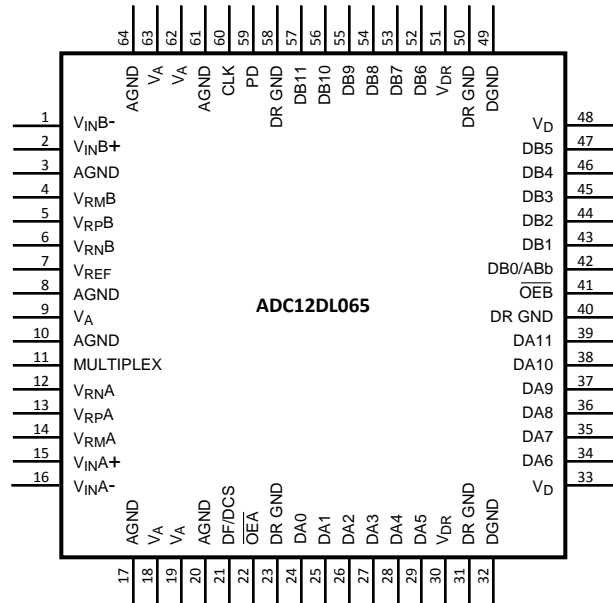 64 63 62 61 60 59 58 57 56 55 54 53 52 51 50 49
AGND VA VA AGND CLK PD DR GND DB11 DB10 DB9 DB8 DB7 DB6 VDR DR GND DGND
1 VINB-
2 VINB+
3 AGND
4 VRMB
5 VRPB
6 VRNB
7 VREF
8 AGND
9 VA
10 AGND
11 MULTIPLEX
12 VRNA
13 VRPA
14 VRMA
15 VINA+
16 VINA-
ADC12DL065
VD 48
DB5 47
DB4 46
DB3 45
DB2 44
DB1 43
DB0/ABb 42
OEB 41
DR GND 40
DA11 39
DA10 38
DA9 37
DA8 36
DA7 35
DA6 34
VD 33
AGND VA VA AGND DF/DCS OEA DR GND DA0 DA1 DA2 DA3 DA4 DA5 VDR DR GND DGND
17 18 19 20 21 22 23 24 25 26 27 28 29 30 31 32